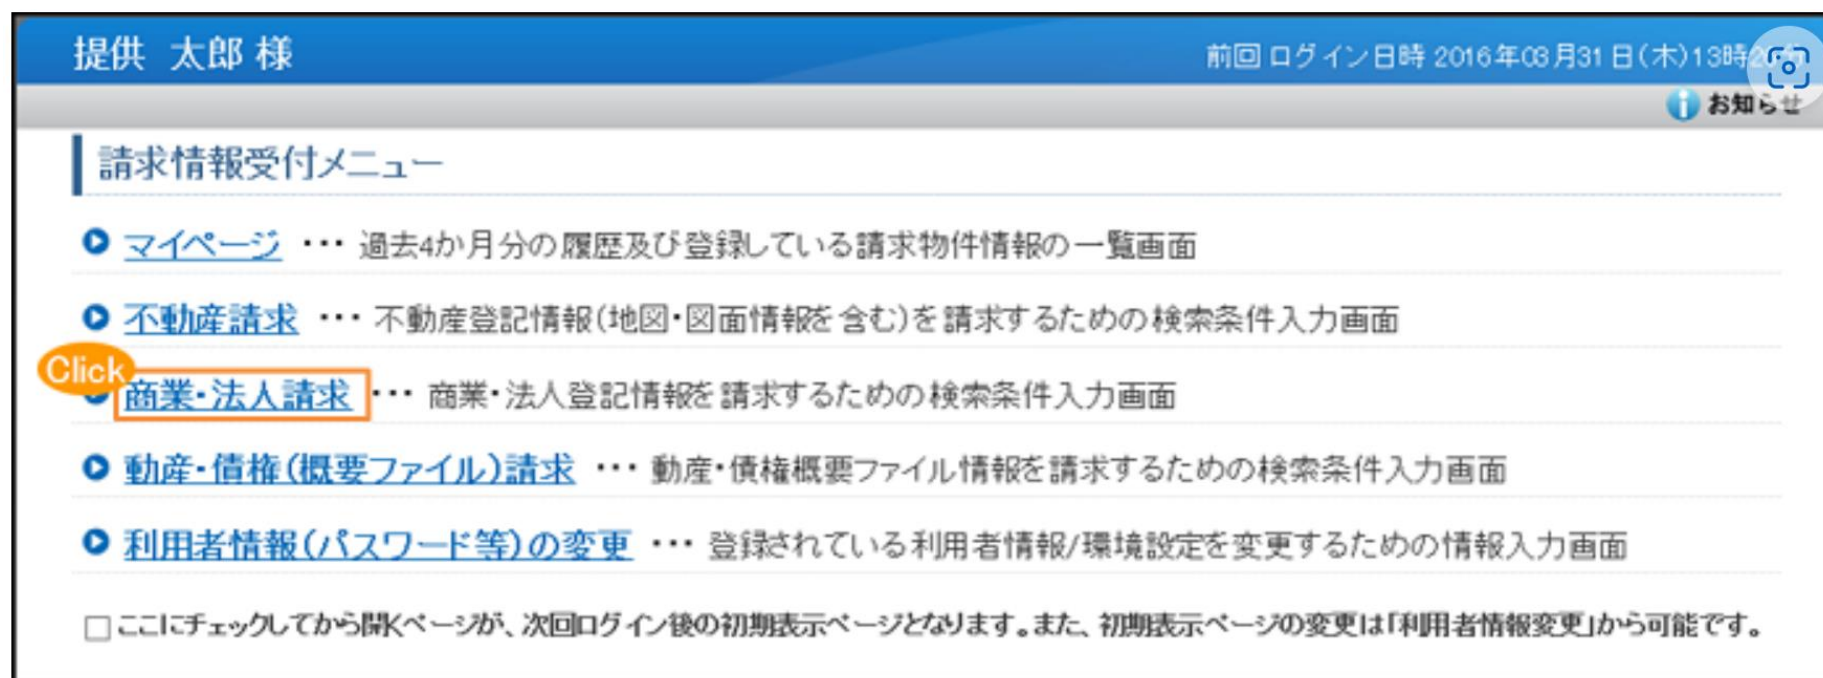 提供 太郎 様
前回 ログイン日時 2016年03月31日(木)13時
お知らせ
請求情報受付メニュー
マイページ ・・・ 過去4か月分の履歴及び登録している請求物件情報の一覧画面
不動産請求 ・・・ 不動産登記情報(地図・図面情報を含む)を請求するための検索条件入力画面
Click
商業・法人請求 ・・・ 商業・法人登記情報を請求するための検索条件入力画面
動産・債権(概要ファイル)請求 ・・・ 動産・債権概要ファイル情報を請求するための検索条件入力画面
利用者情報(パスワード等)の変更 ・・・ 登録されている利用者情報/環境設定を変更するための情報入力画面
ここにチェックしてから開くページが、次回ログイン後の初期表示ページとなります。また、初期表示ページの変更は「利用者情報変更」から可能です。